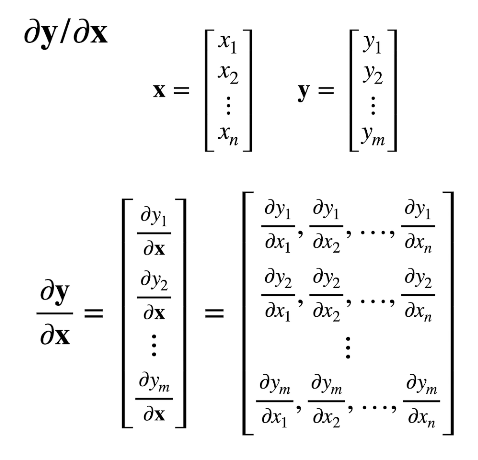 ∂y/∂x
x = [x₁ x₂ ⋮ xₙ] y = [y₁ y₂ ⋮ yₘ]
∂y/∂x = [∂y₁/∂x ∂y₂/∂x ⋮ ∂yₘ/∂x] = [∂y₁/∂x₁, ∂y₁/∂x₂, …, ∂y₁/∂xₙ
∂y₂/∂x₁, ∂y₂/∂x₂, …, ∂y₂/∂xₙ
⋮
∂yₘ/∂x₁, ∂yₘ/∂x₂, …, ∂yₘ/∂xₙ]